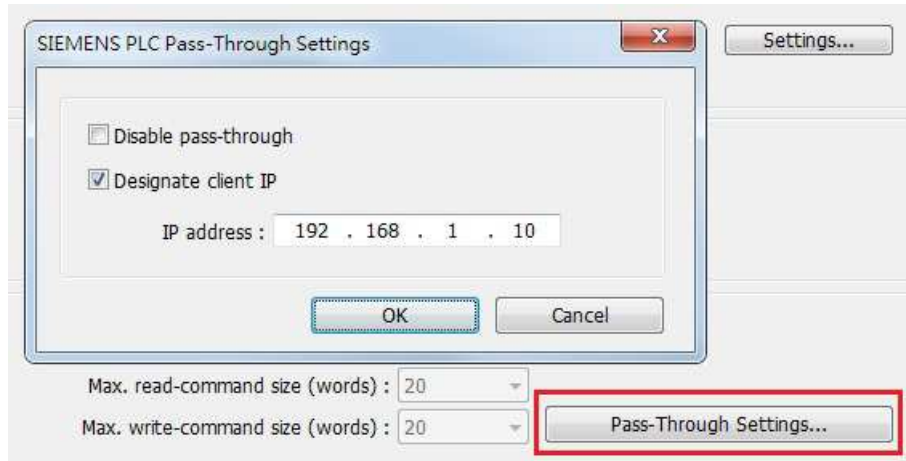 SIEMENS PLC Pass-Through Settings
Settings...
Disable pass-through
Designate client IP
IP address : 192 . 168 . 1 . 10
OK Cancel
Max. read-command size (words) : 20
Max. write-command size (words) : 20
Pass-Through Settings...